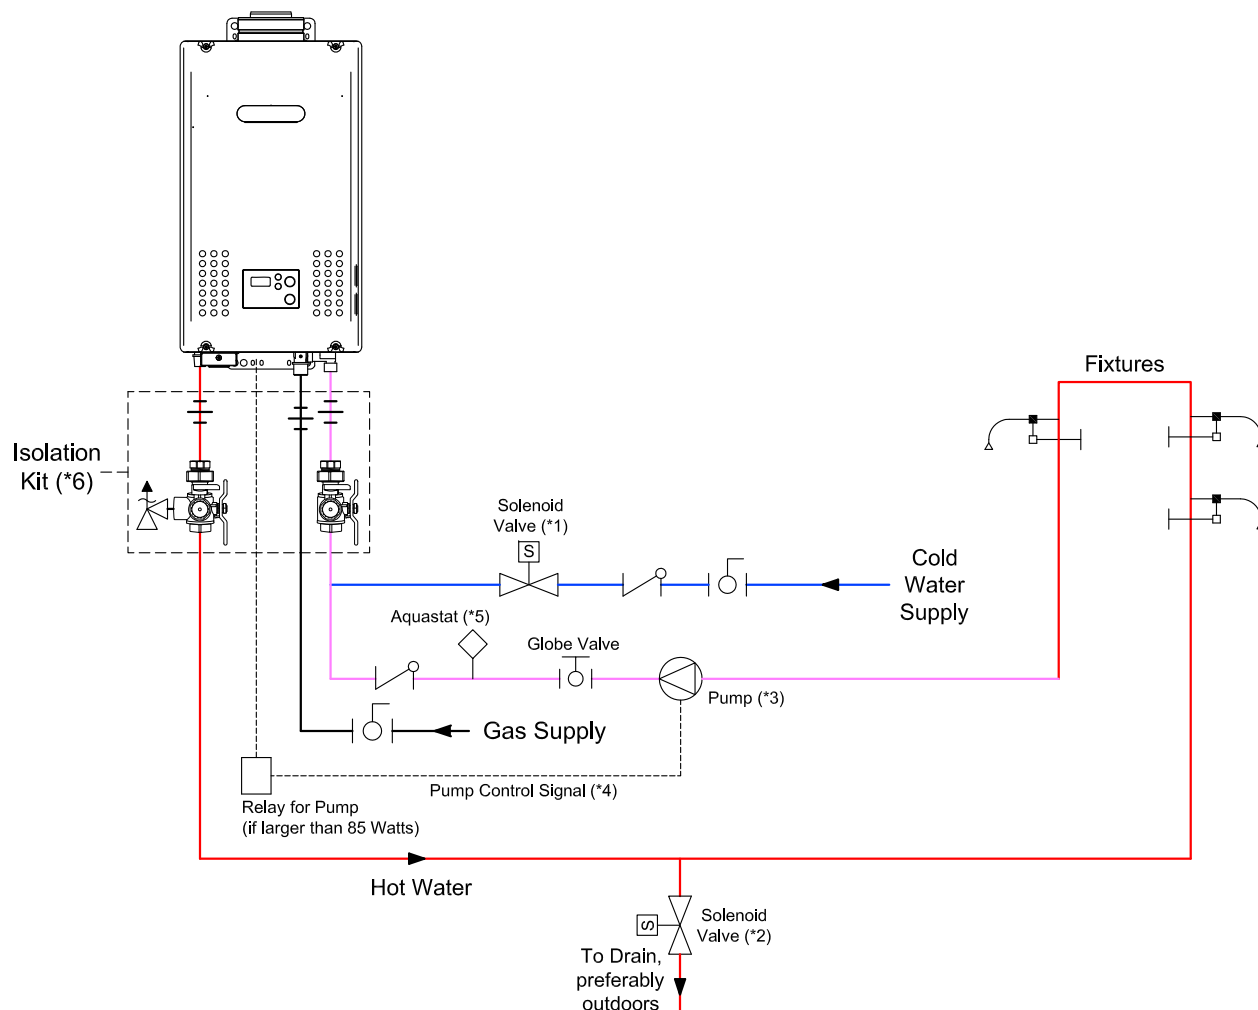 Fixtures
Isolation
Kit (*6)
Solenoid
Valve (*1)
S
Cold
Water
Supply
Aquastat (*5)
Globe Valve
Pump (*3)
Gas Supply
Pump Control Signal (*4)
Relay for Pump
(if larger than 85 Watts)
Hot Water
S
Solenoid
Valve (*2)
To Drain,
preferably
outdoors